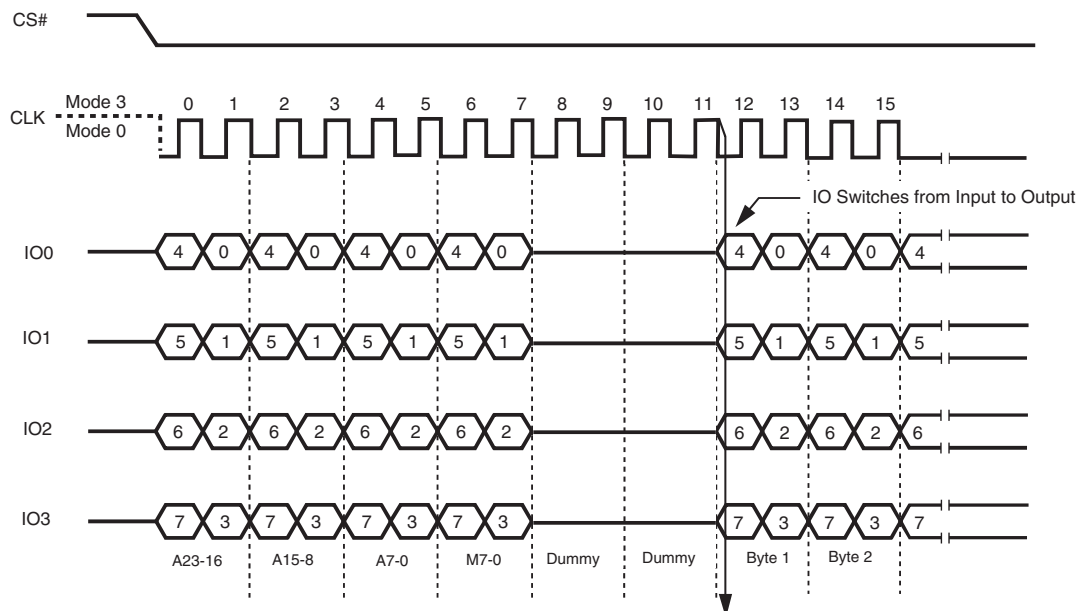 CS#
Mode 3
CLK
Mode 0
0 1 2 3 4 5 6 7 8 9 10 11 12 13 14 15
IO Switches from Input to Output
IO0 4 0 4 0 4 0 4 0 4 0 4 0 4
IO1 5 1 5 1 5 1 5 1 5 1 5 1 5
IO2 6 2 6 2 6 2 6 2 6 2 6 2 6
IO3 7 3 7 3 7 3 7 3 7 3 7 3 7
A23-16 A15-8 A7-0 M7-0 Dummy Dummy Byte 1 Byte 2